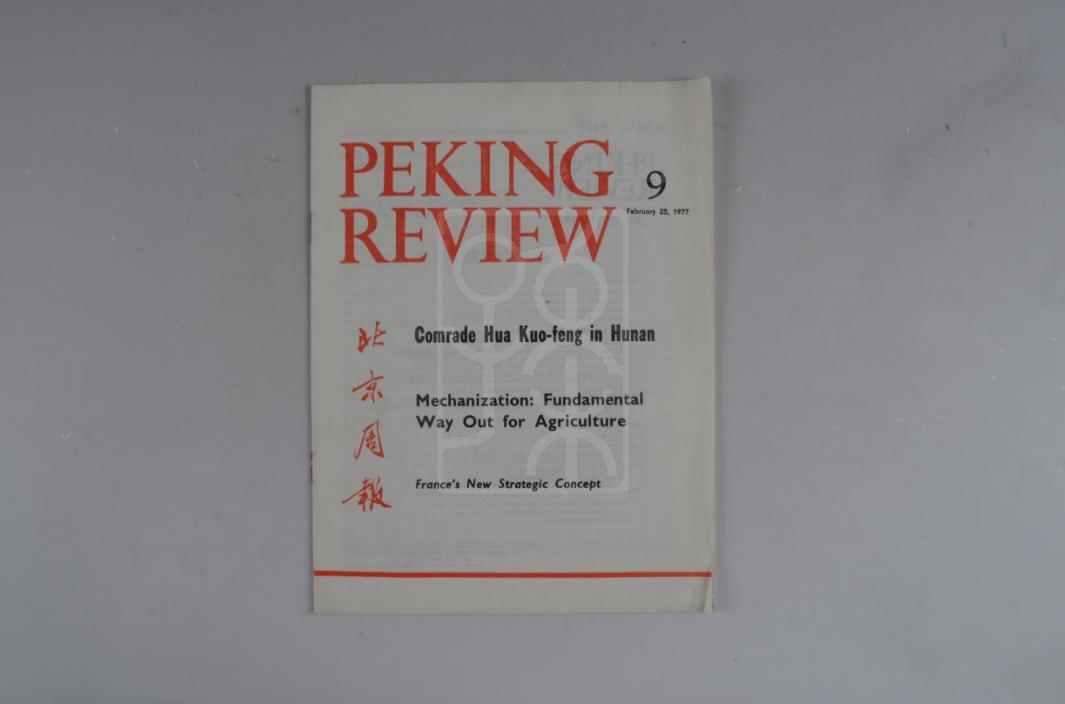 PEKING
REVIEW
9
February 25, 1977
北京周報
Comrade Hua Kuo-feng in Hunan
Mechanization: Fundamental
Way Out for Agriculture
France's New Strategic Concept